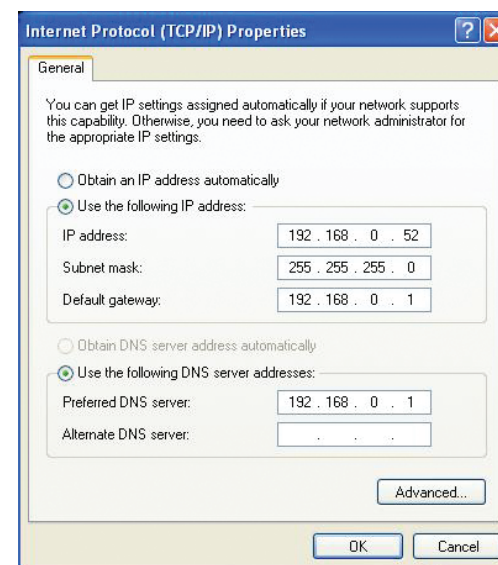 Internet Protocol (TCP/IP) Properties
General
You can get IP settings assigned automatically if your network supports
this capability. Otherwise, you need to ask your network administrator for
the appropriate IP settings.
Obtain an IP address automatically
Use the following IP address:
IP address: 192 . 168 . 0 . 52
Subnet mask: 255 . 255 . 255 . 0
Default gateway: 192 . 168 . 0 . 1
Obtain DNS server address automatically
Use the following DNS server addresses:
Preferred DNS server: 192 . 168 . 0 . 1
Alternate DNS server: . . .
Advanced...
OK Cancel